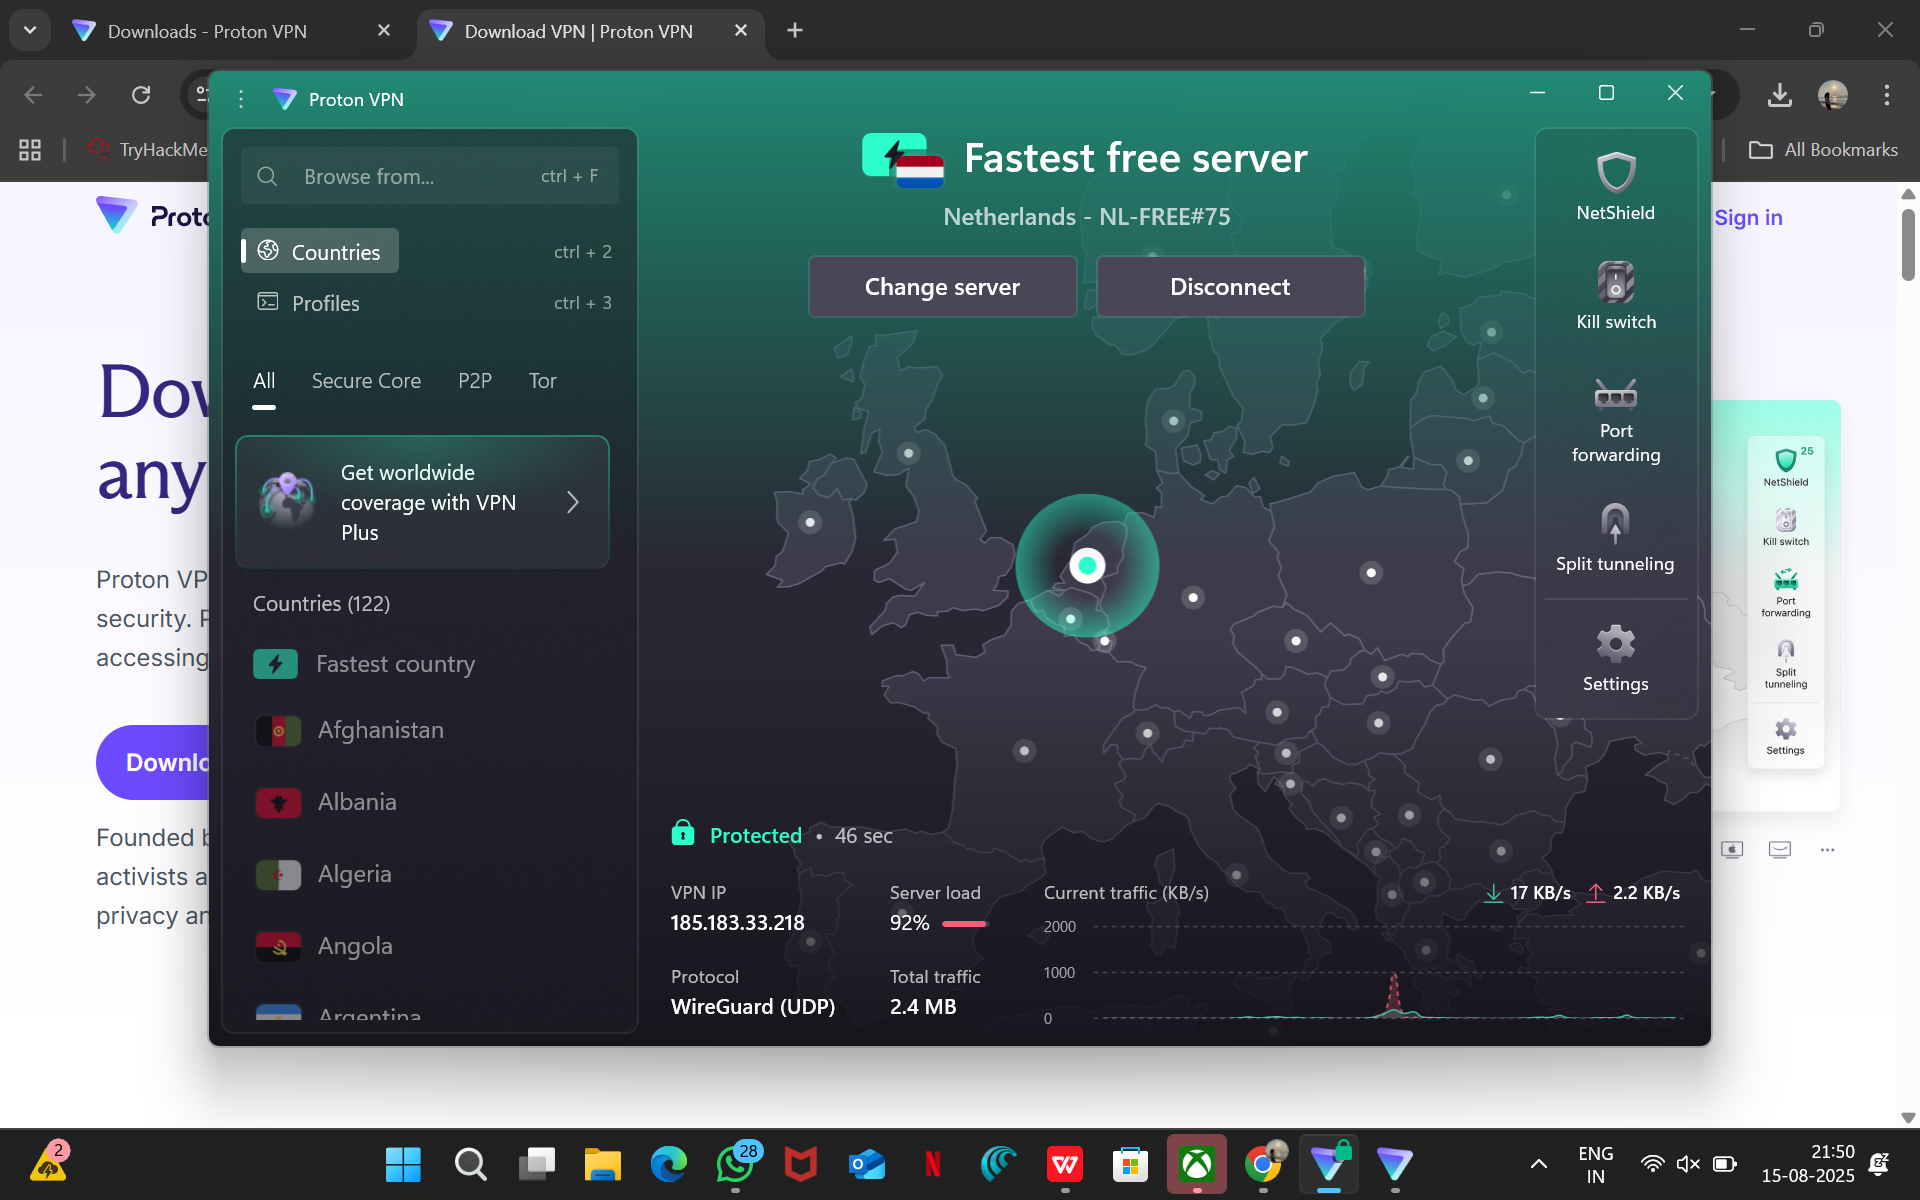 Downloads - Proton VPN
Download VPN | Proton VPN
TryHackMe
All Bookmarks
Proton VPN
Browse from...
ctrl + F
Countries
ctrl + 2
Profiles
ctrl + 3
All
Secure Core
P2P
Tor
Get worldwide
coverage with VPN
Plus
Countries (122)
Fastest country
Afghanistan
Albania
Algeria
Angola
Argentina
Fastest free server
Netherlands - NL-FREE#75
Change server
Disconnect
Protected • 46 sec
VPN IP
185.183.33.218
Server load
92%
Protocol
WireGuard (UDP)
Total traffic
2.4 MB
Current traffic (KB/s)
17 KB/s
2.2 KB/s
2000
1000
0
NetShield
Kill switch
Port
forwarding
Split tunneling
Settings
Proto
Sign in
Dow
any
Proton VP
security. P
accessing
Downlo
Founded b
activists a
privacy an
25
NetShield
Kill switch
Port
forwarding
Split
tunneling
Settings
2
28
ENG
IN
21:50
15-08-2025